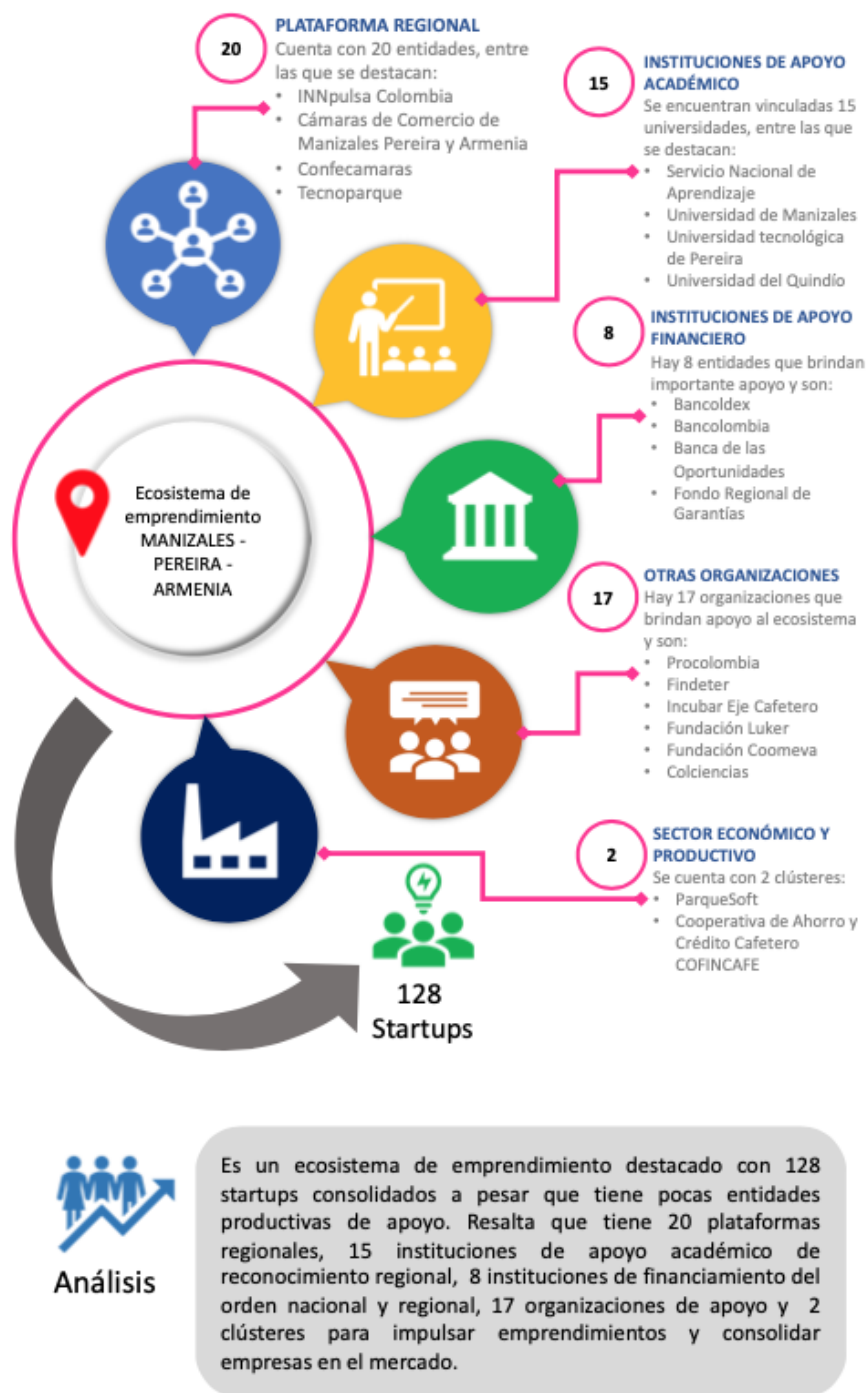 20
PLATAFORMA REGIONAL
Cuenta con 20 entidades, entre
las que se destacan:
• INNpulsa Colombia
• Cámaras de Comercio de
Manizales Pereira y Armenia
• Confecamaras
• Tecnoparque
15
INSTITUCIONES DE APOYO
ACADÉMICO
Se encuentran vinculadas 15
universidades, entre las que
se destacan:
• Servicio Nacional de
Aprendizaje
• Universidad de Manizales
• Universidad tecnológica
de Pereira
• Universidad del Quindío
8
INSTITUCIONES DE APOYO
FINANCIERO
Hay 8 entidades que brindan
importante apoyo y son:
• Bancoldex
• Bancolombia
• Banca de las
Oportunidades
• Fondo Regional de
Garantías
Ecosistema de
emprendimiento
MANIZALES -
PEREIRA -
ARMENIA
17
OTRAS ORGANIZACIONES
Hay 17 organizaciones que
brindan apoyo al ecosistema
y son:
• Procolombia
• Findeter
• Incubar Eje Cafetero
• Fundación Luker
• Fundación Coomeva
• Colciencias
2
SECTOR ECONÓMICO Y
PRODUCTIVO
Se cuenta con 2 clústeres:
• ParqueSoft
• Cooperativa de Ahorro y
Crédito Cafetero
COFINCAFE
128
Startups
Análisis
Es un ecosistema de emprendimiento destacado con 128
startups consolidados a pesar que tiene pocas entidades
productivas de apoyo. Resalta que tiene 20 plataformas
regionales, 15 instituciones de apoyo académico de
reconocimiento regional, 8 instituciones de financiamiento del
orden nacional y regional, 17 organizaciones de apoyo y 2
clústeres para impulsar emprendimientos y consolidar
empresas en el mercado.